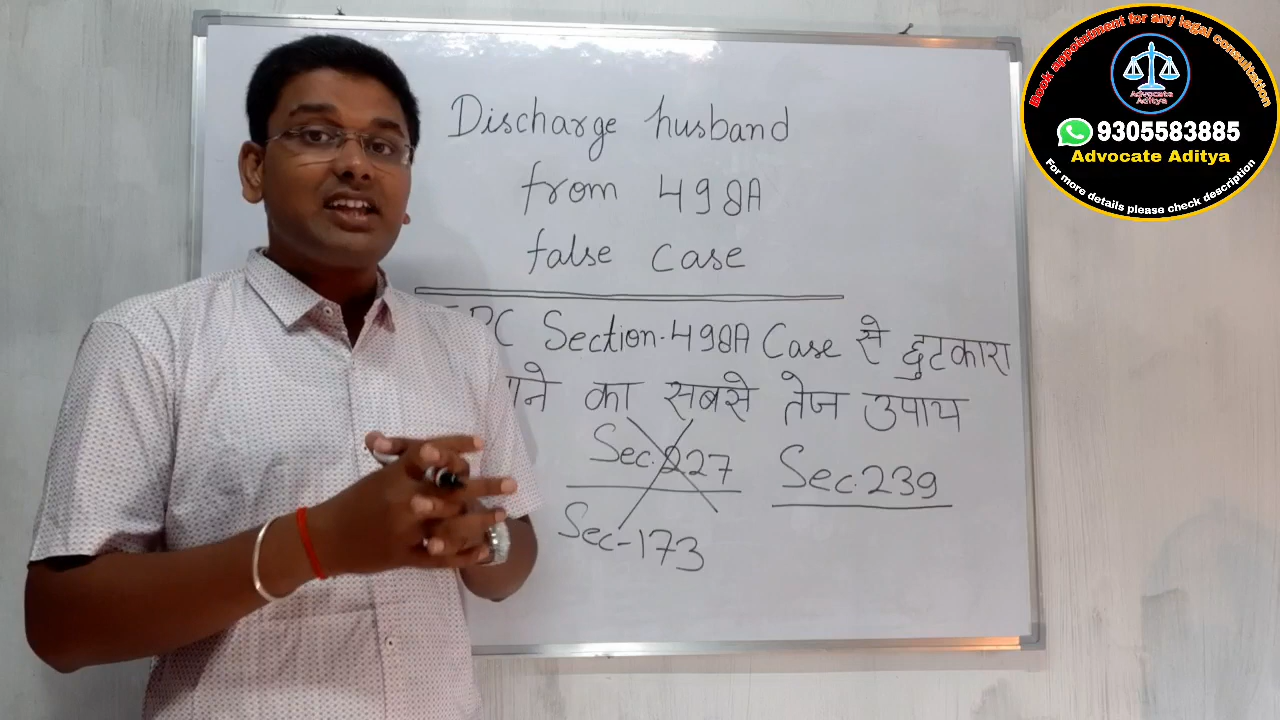 Discharge husband
from 498A
false case
Section-498A Case से छुटकारा
का सबसे तेज उपाय
Sec.227
Sec.239
Sec-173
Book appointment for any legal consultation
Advocate
Aditya
9305583885
Advocate Aditya
For more details please check description